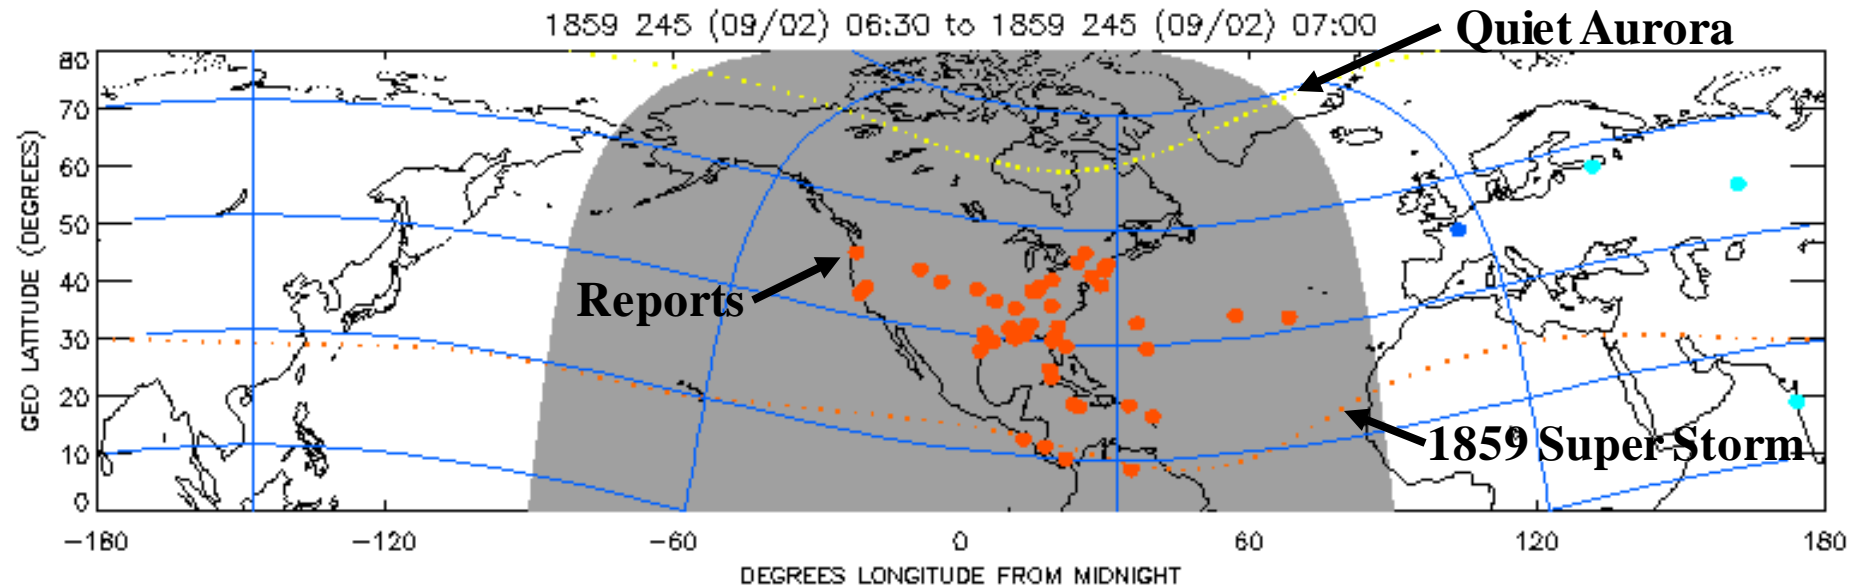 1859 245 (09/02) 06:30 to 1859 245 (09/02) 07:00
Quiet Aurora
Reports
1859 Super Storm
GEO LATITUDE (DEGREES)
80
70
60
50
40
30
20
10
0
-180 -120 -60 0 60 120 180
DEGREES LONGITUDE FROM MIDNIGHT